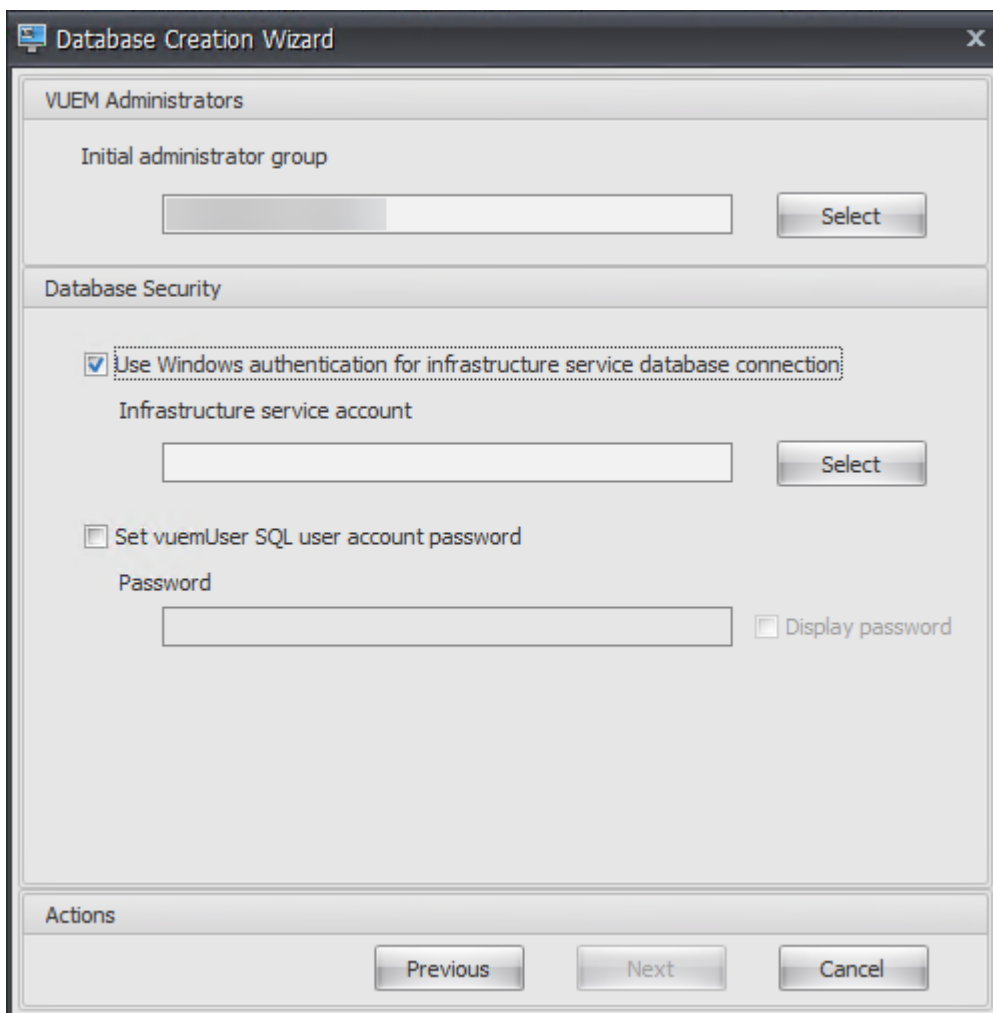 Database Creation Wizard
x
VUEM Administrators
Initial administrator group
Select
Database Security
Use Windows authentication for infrastructure service database connection
Infrastructure service account
Select
Set vuemUser SQL user account password
Password
Display password
Actions
Previous
Next
Cancel